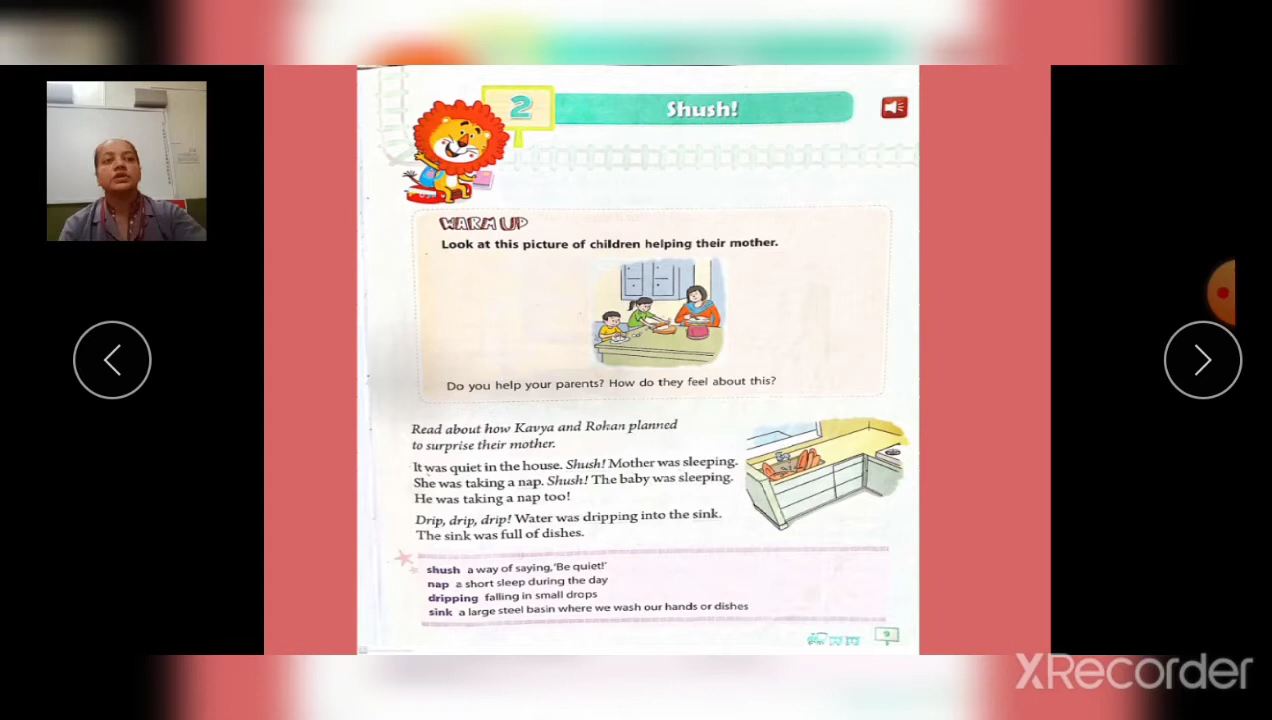 2
Shush!
WARM UP
Look at this picture of children helping their mother.
Do you help your parents? How do they feel about this?
Read about how Kavya and Rohan planned
to surprise their mother.
It was quiet in the house. Shush! Mother was sleeping.
She was taking a nap. Shush! The baby was sleeping.
He was taking a nap too!
Drip, drip, drip! Water was dripping into the sink.
The sink was full of dishes.
shush a way of saying, 'Be quiet!'
nap a short sleep during the day
dripping falling in small drops
sink a large steel basin where we wash our hands or dishes
9
XRecorder